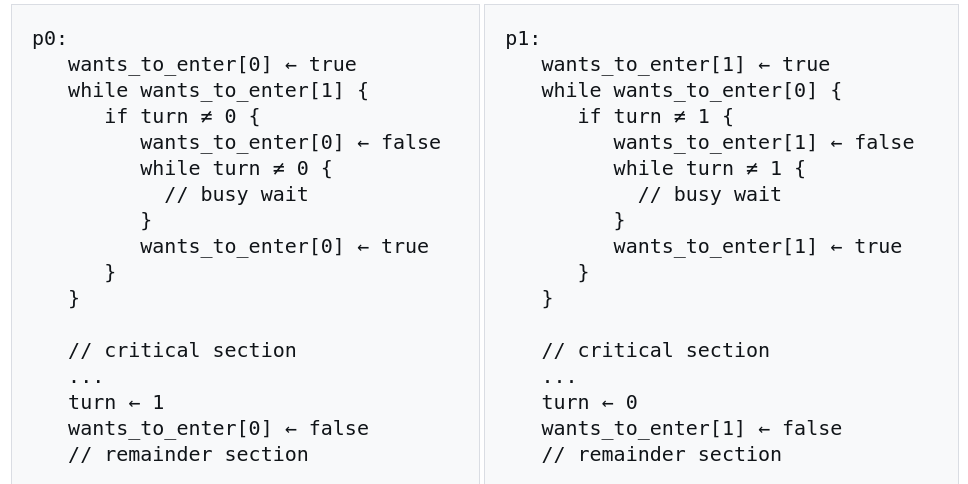 p0:
   wants_to_enter[0] ← true
   while wants_to_enter[1] {
      if turn ≠ 0 {
         wants_to_enter[0] ← false
         while turn ≠ 0 {
           // busy wait
         }
         wants_to_enter[0] ← true
      }
   }

   // critical section
   ...
   turn ← 1
   wants_to_enter[0] ← false
   // remainder section
p1:
   wants_to_enter[1] ← true
   while wants_to_enter[0] {
      if turn ≠ 1 {
         wants_to_enter[1] ← false
         while turn ≠ 1 {
           // busy wait
         }
         wants_to_enter[1] ← true
      }
   }

   // critical section
   ...
   turn ← 0
   wants_to_enter[1] ← false
   // remainder section